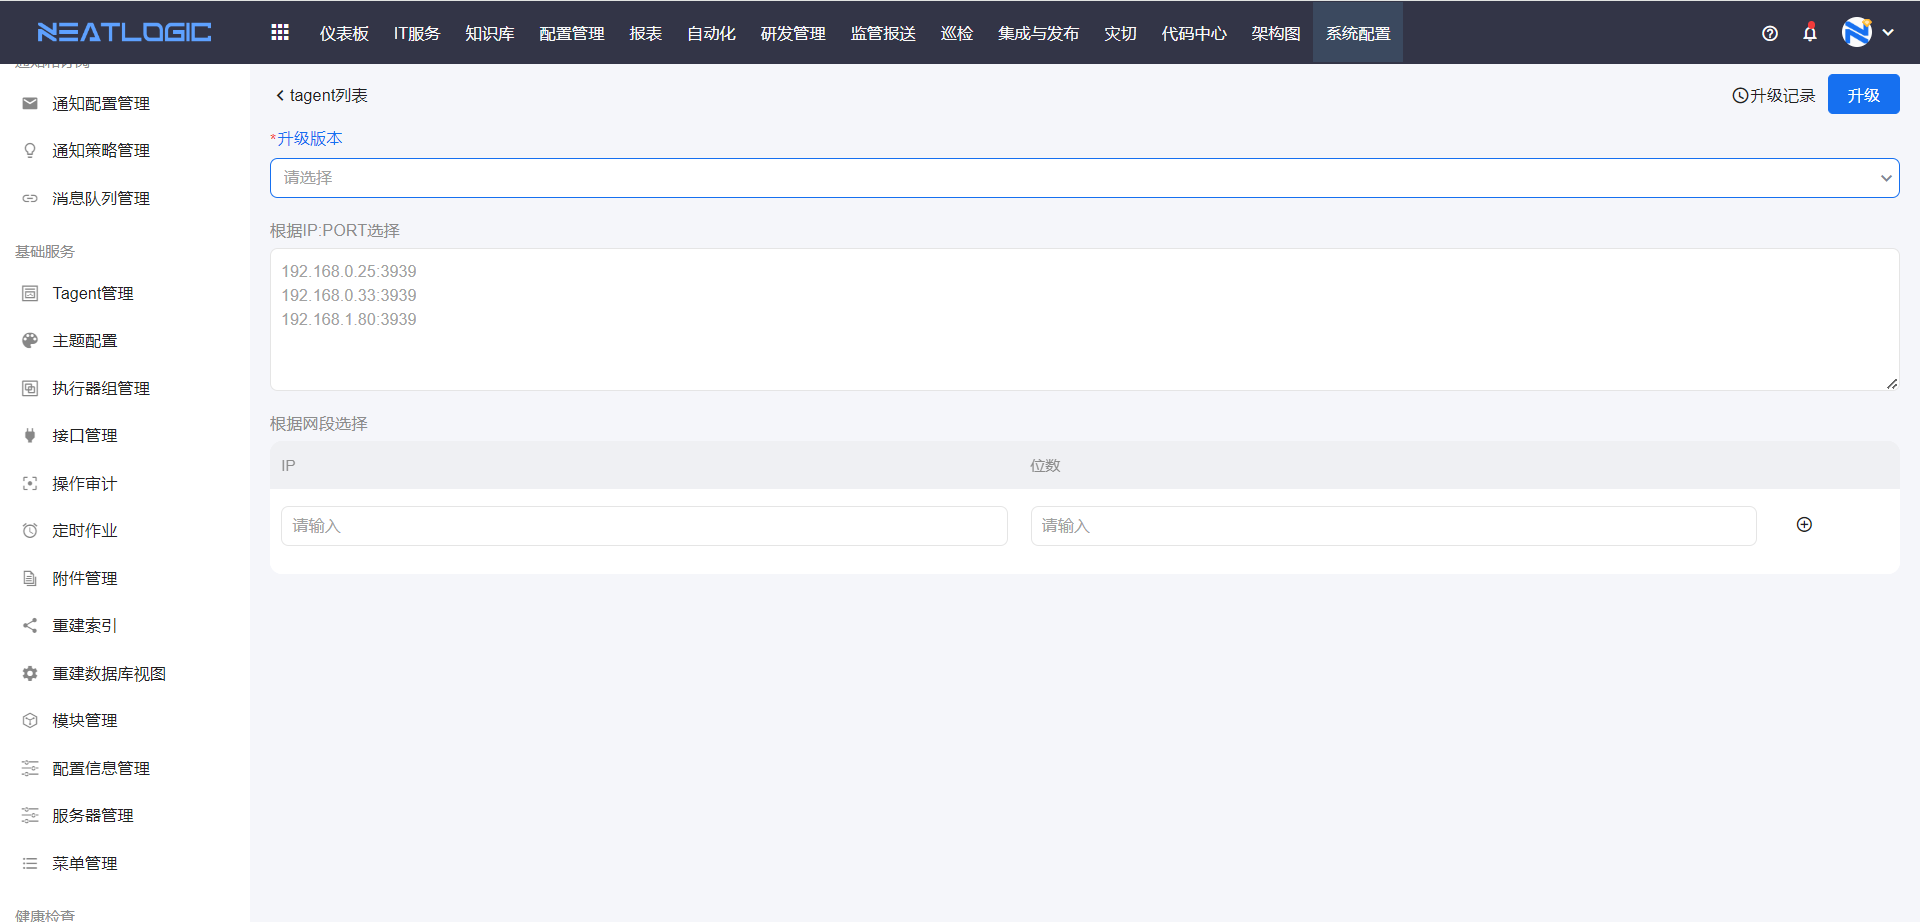 NEATLOGIC
仪表板 IT服务 知识库 配置管理 报表 自动化 研发管理 监管报送 巡检 集成与发布 灾切 代码中心 架构图 系统配置
通知配置管理
通知策略管理
消息队列管理
基础服务
Tagent管理
主题配置
执行器组管理
接口管理
操作审计
定时作业
附件管理
重建索引
重建数据库视图
模块管理
配置信息管理
服务器管理
菜单管理
健康检查
tagent列表
升级记录 升级
*升级版本
请选择
根据IP:PORT选择
192.168.0.25:3939
192.168.0.33:3939
192.168.1.80:3939
根据网段选择
IP 位数
请输入 请输入